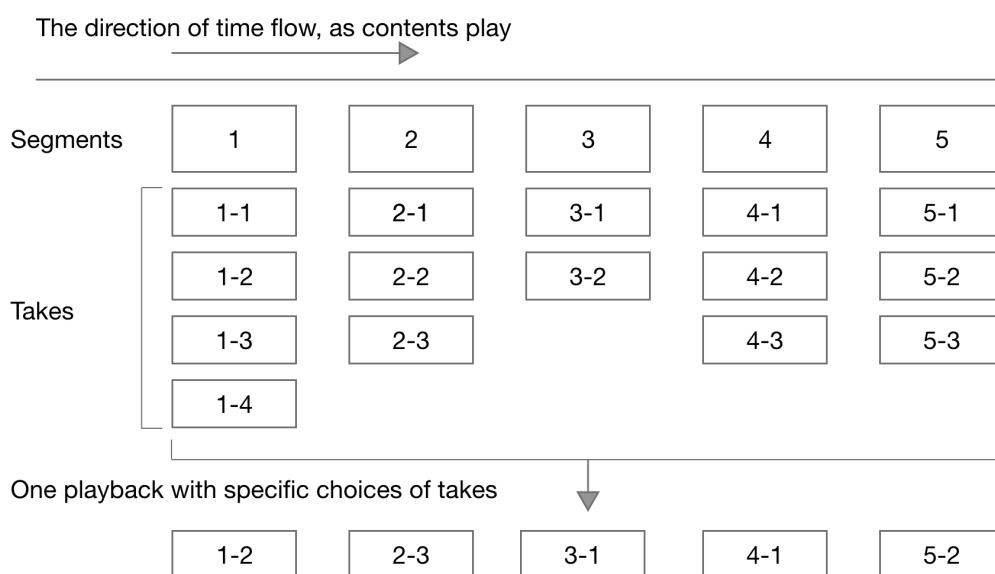 The direction of time flow, as contents play
Segments 1 2 3 4 5
1-1 2-1 3-1 4-1 5-1
1-2 2-2 3-2 4-2 5-2
Takes
1-3 2-3 4-3 5-3
1-4
One playback with specific choices of takes
1-2 2-3 3-1 4-1 5-2